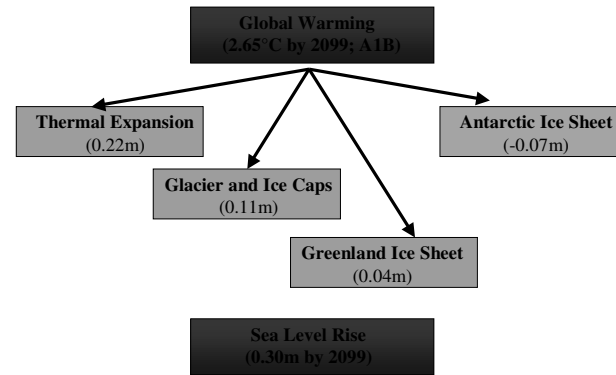 Global Warming
(2.65°C by 2099; A1B)
Thermal Expansion
(0.22m)
Antarctic Ice Sheet
(-0.07m)
Glacier and Ice Caps
(0.11m)
Greenland Ice Sheet
(0.04m)
Sea Level Rise
(0.30m by 2099)